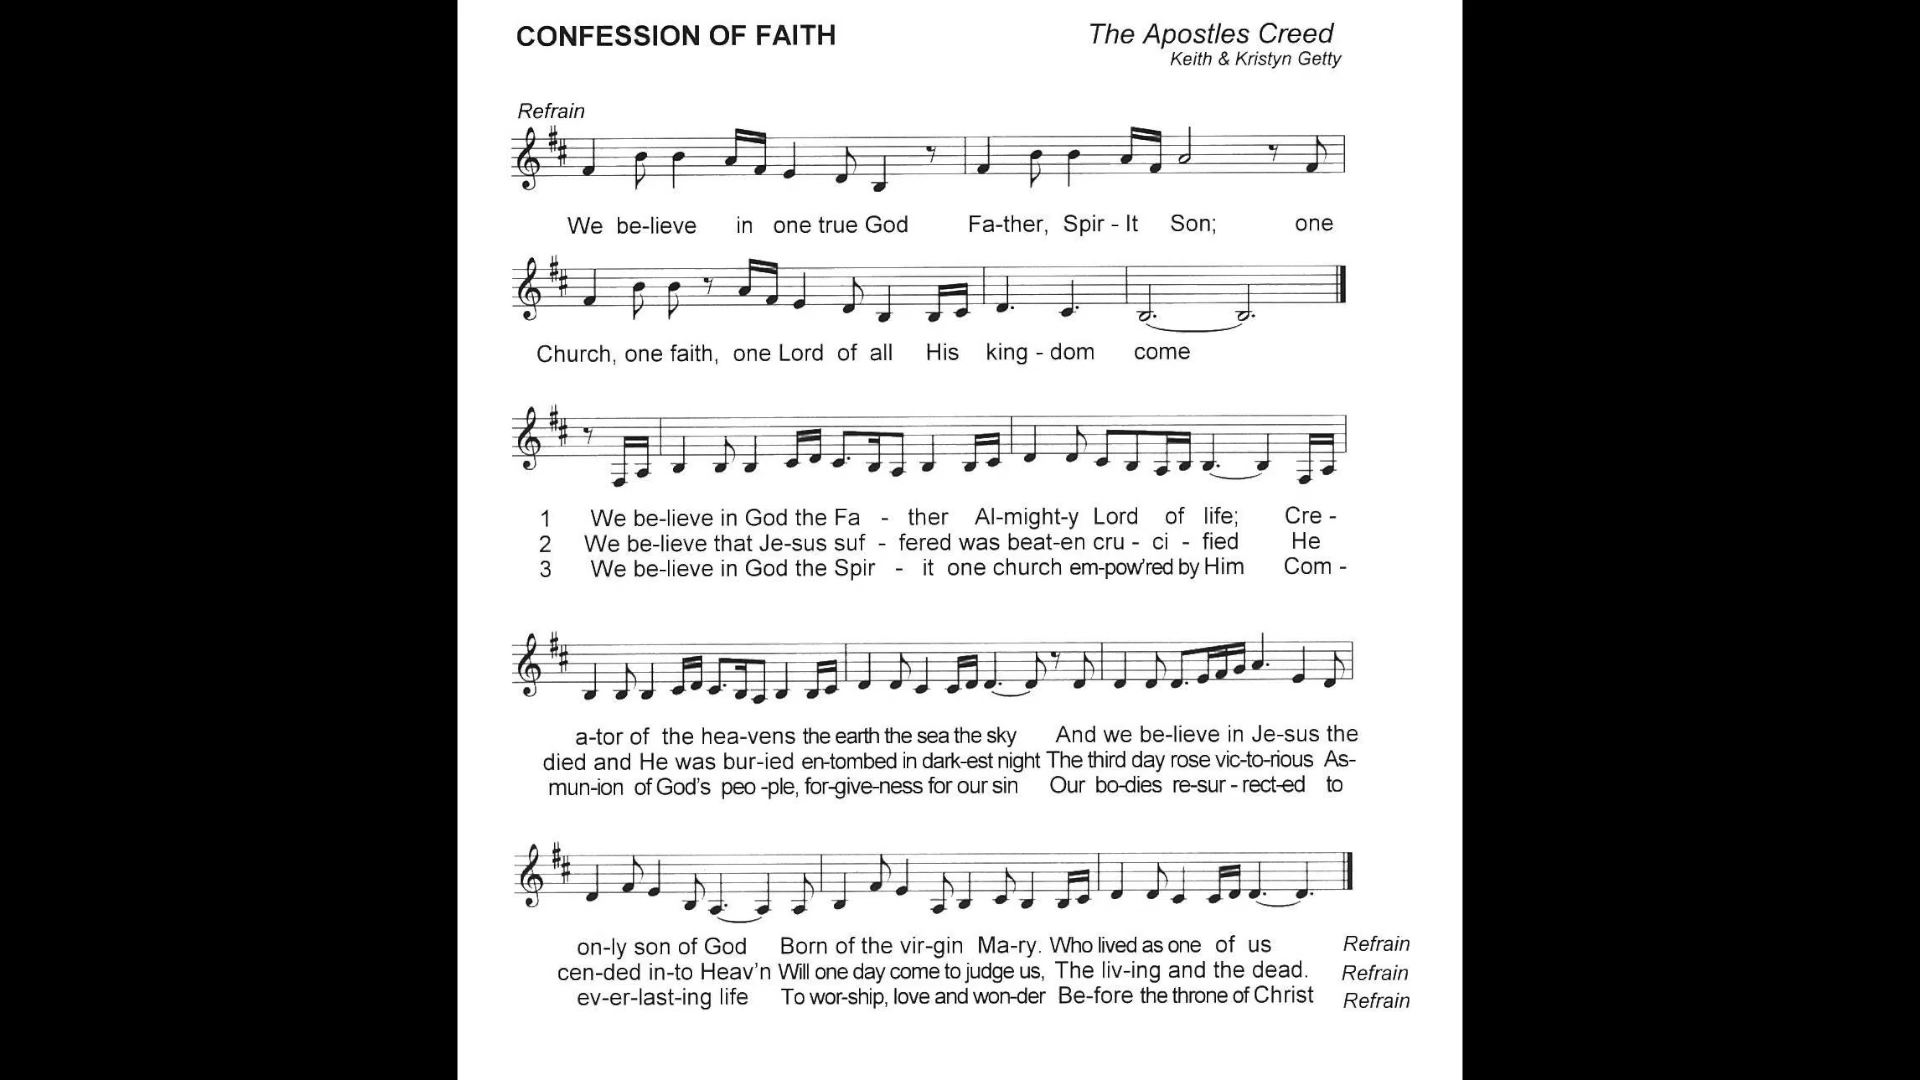 CONFESSION OF FAITH
The Apostles Creed
Keith & Kristyn Getty
Refrain
We be-lieve in one true God Fa-ther, Spir - It Son; one
Church, one faith, one Lord of all His king - dom come
1 We be-lieve in God the Fa - ther Al-might-y Lord of life; Cre -
2 We be-lieve that Je-sus suf - fered was beat-en cru - ci - fied He
3 We be-lieve in God the Spir - it one church em-pow'red by Him Com -
a-tor of the hea-vens the earth the sea the sky And we be-lieve in Je-sus the
died and He was bur-ied en-tombed in dark-est night The third day rose vic-to-rious As-
mun-ion of God's peo -ple, for-give-ness for our sin Our bo-dies re-sur - rect-ed to
on-ly son of God Born of the vir-gin Ma-ry. Who lived as one of us Refrain
cen-ded in-to Heav'n Will one day come to judge us, The liv-ing and the dead. Refrain
ev-er-last-ing life To wor-ship, love and won-der Be-fore the throne of Christ Refrain